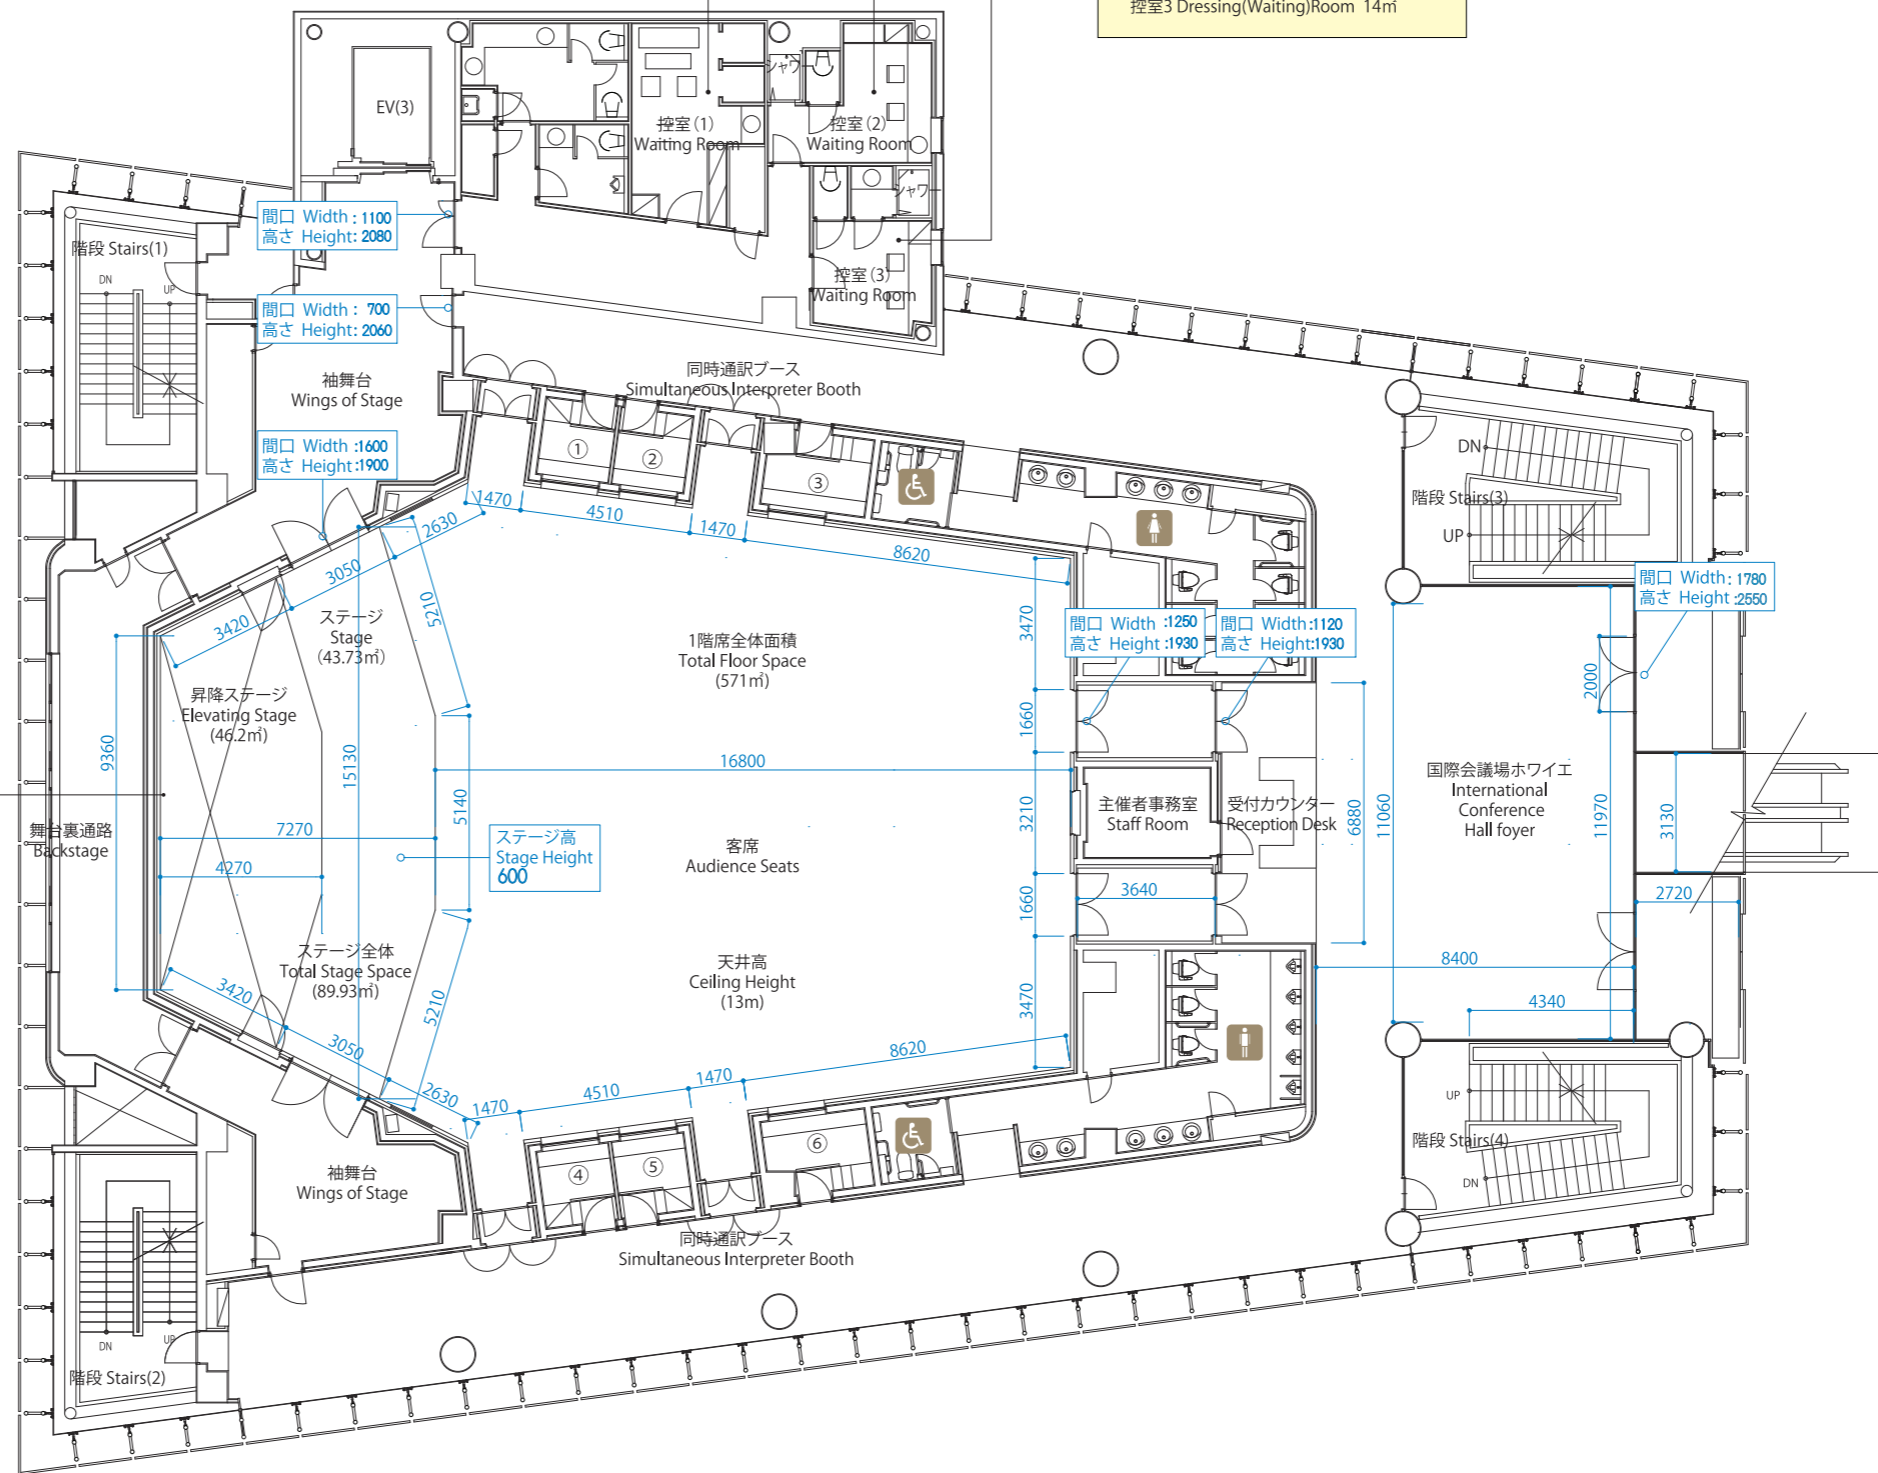 控室3 Dressing(Waiting)Room 14㎡
EV(3)
シャワー
控室(1)
Waiting Room
控室(2)
Waiting Room
シャワー
控室(3)
Waiting Room
間口 Width : 1100
高さ Height: 2080
階段 Stairs(1)
DN
UP
間口 Width : 700
高さ Height: 2060
袖舞台
Wings of Stage
同時通訳ブース
Simultaneous Interpreter Booth
間口 Width :1600
高さ Height :1900
①
②
③
1470
4510
1470
8620
2630
3050
5210
3420
DN
階段 Stairs(3)
UP
間口 Width : 1780
高さ Height :2550
ステージ
Stage
(43.73㎡)
1階席全体面積
Total Floor Space
(571㎡)
3470
間口 Width :1250
高さ Height :1930
間口 Width:1120
高さ Height:1930
2000
昇降ステージ
Elevating Stage
(46.2㎡)
1660
9360
15130
16800
5140
3210
6880
11060
11970
3130
国際会議場ホワイエ
International
Conference
Hall foyer
主催者事務室
Staff Room
受付カウンター
Reception Desk
舞台裏通路
Backstage
7270
4270
ステージ高
Stage Height
600
客席
Audience Seats
3640
2720
1660
ステージ全体
Total Stage Space
(89.93㎡)
天井高
Ceiling Height
(13m)
8400
4340
3420
5210
3470
3050
2630
1470
4510
1470
8620
④
⑤
⑥
UP
階段 Stairs(4)
DN
袖舞台
Wings of Stage
同時通訳ブース
Simultaneous Interpreter Booth
DN
UP
階段 Stairs(2)